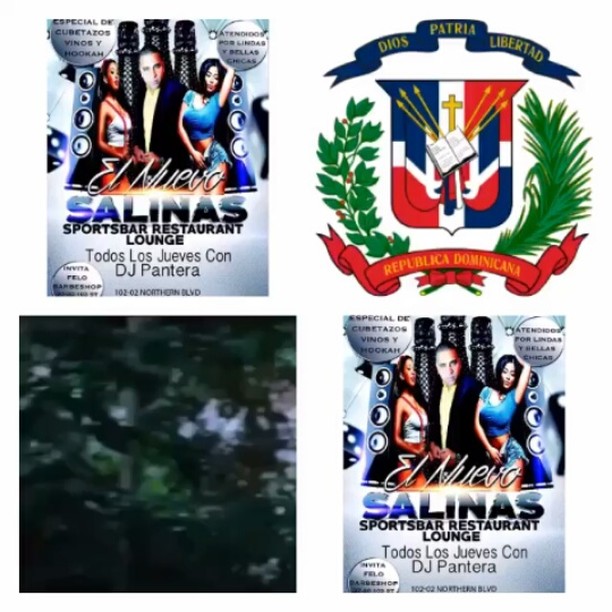 ESPECIAL DE
CUBETAZOS
VINOS Y
HOOKAH
ATENDIDOS
POR LINDAS
Y BELLAS
CHICAS
El Nuevo
SALINAS
SPORTSBAR RESTAURANT
LOUNGE
Todos Los Jueves Con
DJ Pantera
INVITA
FELO
BARBESHOP
102-02 NORTHERN BLVD
DIOS PATRIA LIBERTAD
REPUBLICA DOMINICANA
ESPECIAL DE
CUBETAZOS
VINOS Y
HOOKAH
ATENDIDOS
POR LINDAS
Y BELLAS
CHICAS
El Nuevo
SALINAS
SPORTSBAR RESTAURANT
LOUNGE
Todos Los Jueves Con
DJ Pantera
INVITA
FELO
BARBESHOP
102-02 NORTHERN BLVD